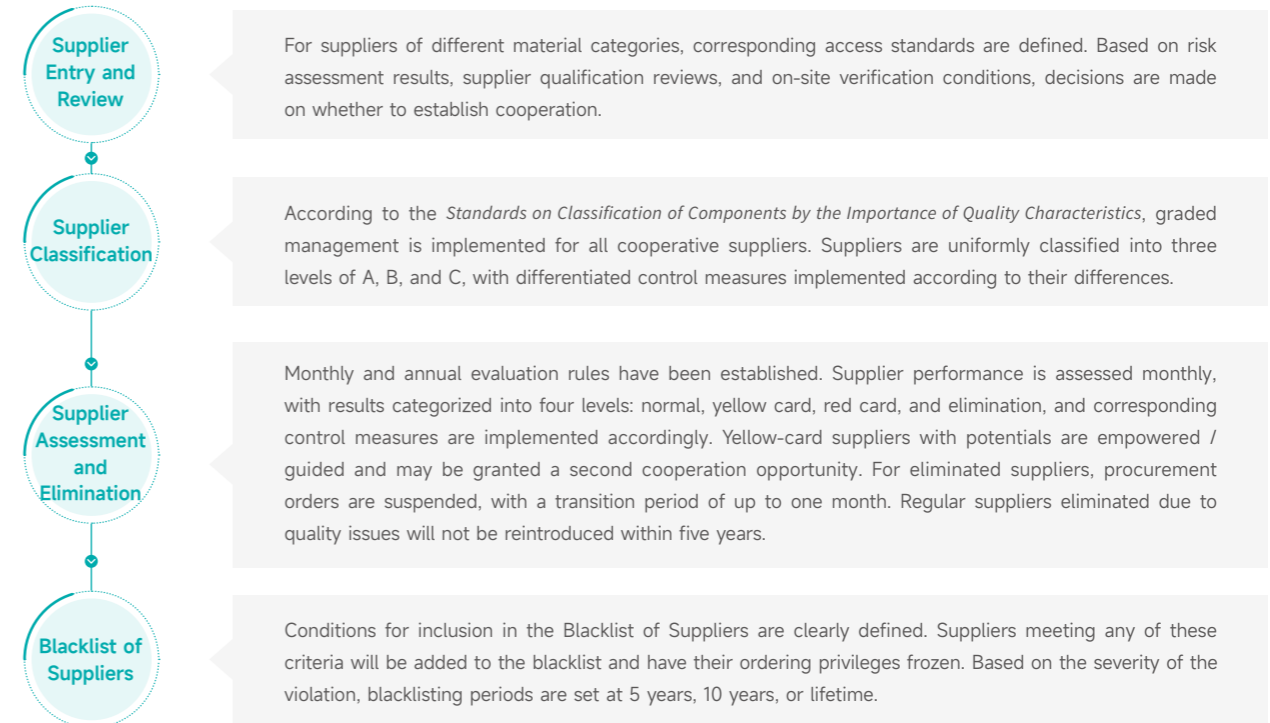 Supplier
Entry and
Review
For suppliers of different material categories, corresponding access standards are defined. Based on risk
assessment results, supplier qualification reviews, and on-site verification conditions, decisions are made
on whether to establish cooperation.
Supplier
Classification
According to the Standards on Classification of Components by the Importance of Quality Characteristics, graded
management is implemented for all cooperative suppliers. Suppliers are uniformly classified into three
levels of A, B, and C, with differentiated control measures implemented according to their differences.
Supplier
Assessment
and
Elimination
Monthly and annual evaluation rules have been established. Supplier performance is assessed monthly,
with results categorized into four levels: normal, yellow card, red card, and elimination, and corresponding
control measures are implemented accordingly. Yellow-card suppliers with potentials are empowered /
guided and may be granted a second cooperation opportunity. For eliminated suppliers, procurement
orders are suspended, with a transition period of up to one month. Regular suppliers eliminated due to
quality issues will not be reintroduced within five years.
Blacklist of
Suppliers
Conditions for inclusion in the Blacklist of Suppliers are clearly defined. Suppliers meeting any of these
criteria will be added to the blacklist and have their ordering privileges frozen. Based on the severity of the
violation, blacklisting periods are set at 5 years, 10 years, or lifetime.